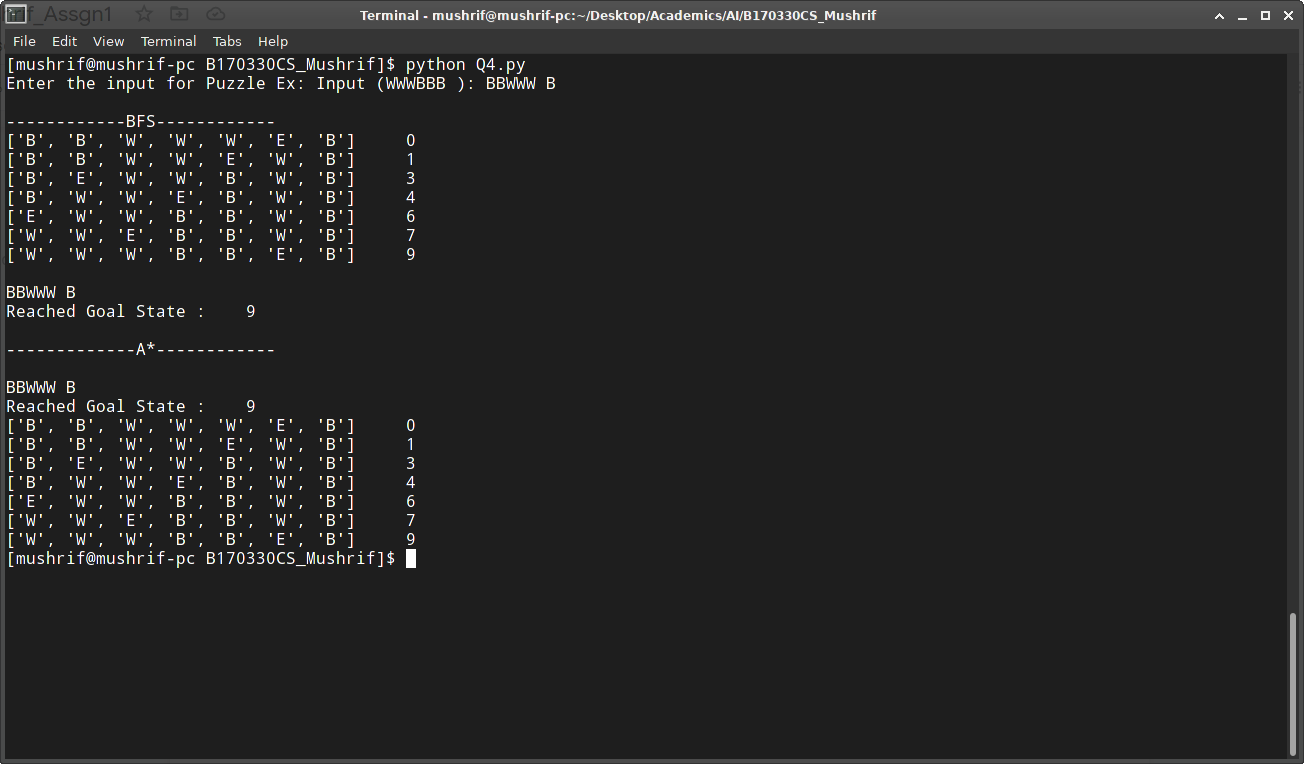 rif_Assgn1
Terminal - mushrif@mushrif-pc:~/Desktop/Academics/AI/B170330CS_Mushrif
File Edit View Terminal Tabs Help
[mushrif@mushrif-pc B170330CS_Mushrif]$ python Q4.py
Enter the input for Puzzle Ex: Input (WWWBBB ): BBWWW B
------------BFS------------
['B', 'B', 'W', 'W', 'W', 'E', 'B'] 0
['B', 'B', 'W', 'W', 'E', 'W', 'B'] 1
['B', 'E', 'W', 'W', 'B', 'W', 'B'] 3
['B', 'W', 'W', 'E', 'B', 'W', 'B'] 4
['E', 'W', 'W', 'B', 'B', 'W', 'B'] 6
['W', 'W', 'E', 'B', 'B', 'W', 'B'] 7
['W', 'W', 'W', 'B', 'B', 'E', 'B'] 9
BBWWW B
Reached Goal State : 9
-------------A*------------
BBWWW B
Reached Goal State : 9
['B', 'B', 'W', 'W', 'W', 'E', 'B'] 0
['B', 'B', 'W', 'W', 'E', 'W', 'B'] 1
['B', 'E', 'W', 'W', 'B', 'W', 'B'] 3
['B', 'W', 'W', 'E', 'B', 'W', 'B'] 4
['E', 'W', 'W', 'B', 'B', 'W', 'B'] 6
['W', 'W', 'E', 'B', 'B', 'W', 'B'] 7
['W', 'W', 'W', 'B', 'B', 'E', 'B'] 9
[mushrif@mushrif-pc B170330CS_Mushrif]$